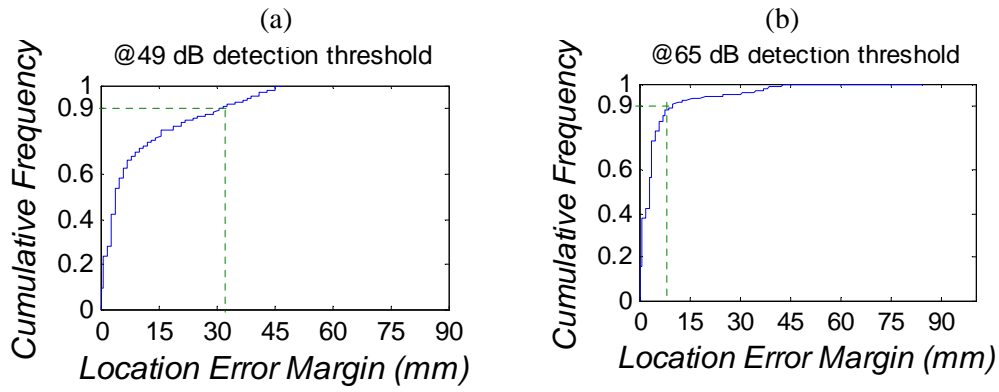 (a)
@49 dB detection threshold
Cumulative Frequency
1
0.9
0.6
0.4
0.2
0
0 15 30 45 60 75 90
Location Error Margin (mm)
(b)
@65 dB detection threshold
Cumulative Frequency
1
0.9
0.6
0.4
0.2
0
0 15 30 45 60 75 90
Location Error Margin (mm)